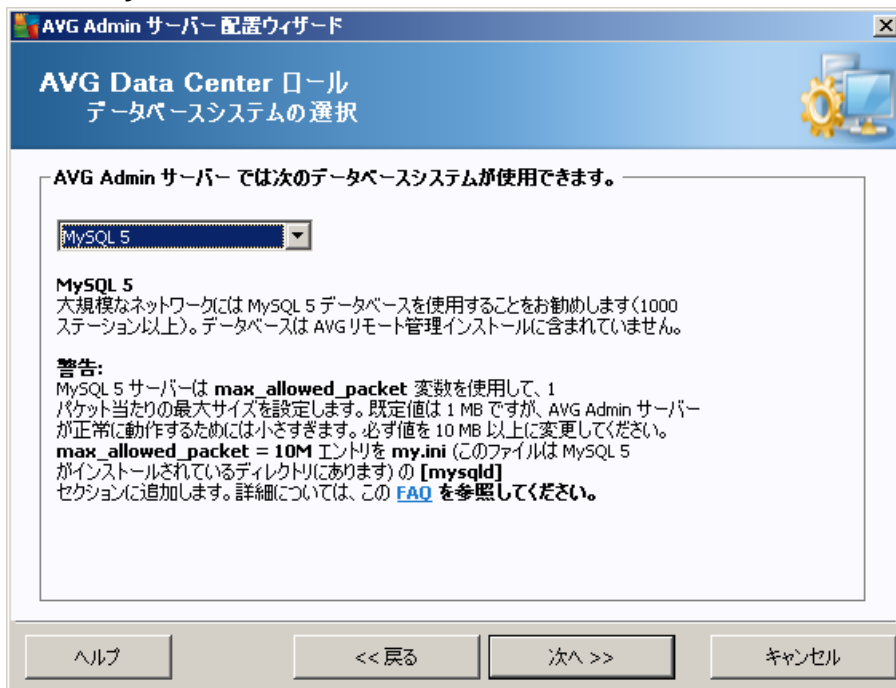 AVG Admin サーバー 配置ウィザード
AVG Data Center ロール
データベースシステムの選択
AVG Admin サーバー では次のデータベースシステムが使用できます。
MySQL 5
MySQL 5
大規模なネットワークには MySQL 5 データベースを使用することをお勧めします(1000
ステーション以上)。データベースは AVG リモート管理インストールに含まれていません。
警告:
MySQL 5 サーバーは max_allowed_packet 変数を使用して、1
パケット当たりの最大サイズを設定します。既定値は 1 MB ですが、AVG Admin サーバー
が正常に動作するためには小さすぎます。必ず値を 10 MB 以上に変更してください。
max_allowed_packet = 10M エントリを my.ini (このファイルは MySQL 5
がインストールされているディレクトリにあります) の [mysqld]
セクションに追加します。詳細については、この FAQ を参照してください。
ヘルプ
<< 戻る
次へ >>
キャンセル